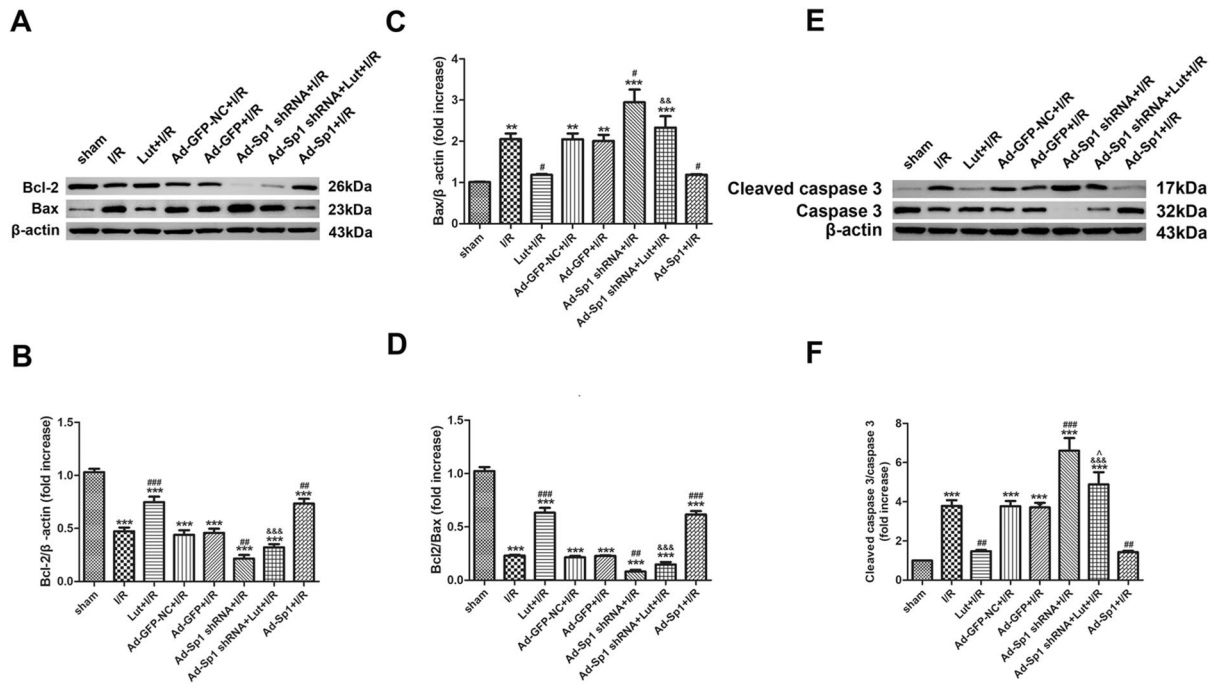 A
sham
I/R
Lut+I/R
Ad-GFP-NC+I/R
Ad-GFP+I/R
Ad-Sp1 shRNA+I/R
Ad-Sp1 shRNA+Lut+I/R
Ad-Sp1+I/R
Bcl-2 26kDa
Bax 23kDa
β-actin 43kDa
C
Bax/β -actin (fold increase)
4
3
2
1
0
**
#
**
**
#
***
&&
***
#
sham
I/R
Lut+I/R
Ad-GFP-NC+I/R
Ad-GFP+I/R
Ad-Sp1 shRNA+I/R
Ad-Sp1 shRNA+Lut+I/R
Ad-Sp1+I/R
E
sham
I/R
Lut+I/R
Ad-GFP-NC+I/R
Ad-GFP+I/R
Ad-Sp1 shRNA+I/R
Ad-Sp1 shRNA+Lut+I/R
Ad-Sp1+I/R
Cleaved caspase 3 17kDa
Caspase 3 32kDa
β-actin 43kDa
B
Bcl-2/β -actin (fold increase)
1.5
1.0
0.5
0.0
***
###
***
***
***
##
***
&&&
***
##
***
sham
I/R
Lut+I/R
Ad-GFP-NC+I/R
Ad-GFP+I/R
Ad-Sp1 shRNA+I/R
Ad-Sp1 shRNA+Lut+I/R
Ad-Sp1+I/R
D
Bcl2/Bax (fold increase)
1.5
1.0
0.5
0.0
***
###
***
***
***
##
***
&&&
***
###
***
sham
I/R
Lut+I/R
Ad-GFP-NC+I/R
Ad-GFP+I/R
Ad-Sp1 shRNA+I/R
Ad-Sp1 shRNA+Lut+I/R
Ad-Sp1+I/R
F
Cleaved caspase 3/caspase 3
(fold increase)
8
6
4
2
0
***
##
***
***
###
***
^
&&&
***
##
sham
I/R
Lut+I/R
Ad-GFP-NC+I/R
Ad-GFP+I/R
Ad-Sp1 shRNA+I/R
Ad-Sp1 shRNA+Lut+I/R
Ad-Sp1+I/R